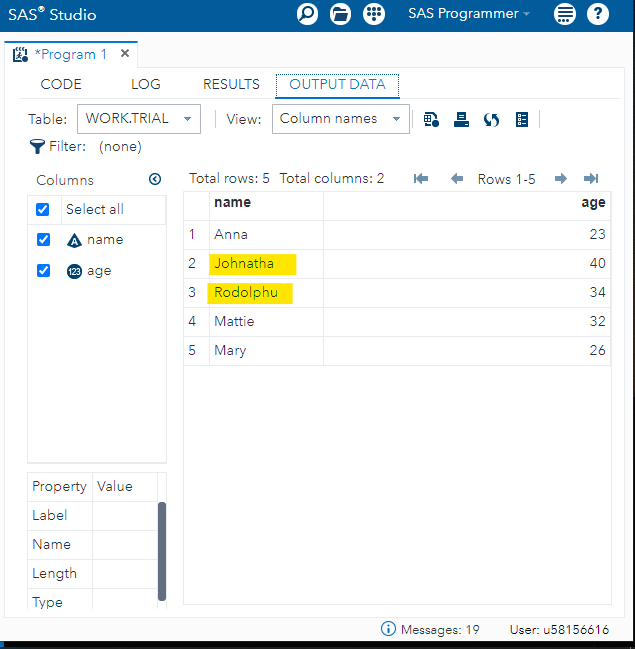 SAS® Studio SAS Programmer ?
*Program 1 ×
CODE LOG RESULTS OUTPUT DATA
Table: WORK.TRIAL View: Column names
Filter: (none)
Columns Total rows: 5 Total columns: 2 Rows 1-5
Select all name age
A name
123 age
1 Anna 23
2 Johnatha 40
3 Rodolphu 34
4 Mattie 32
5 Mary 26
Property Value
Label
Name
Length
Type
Messages: 19 User: u58156616